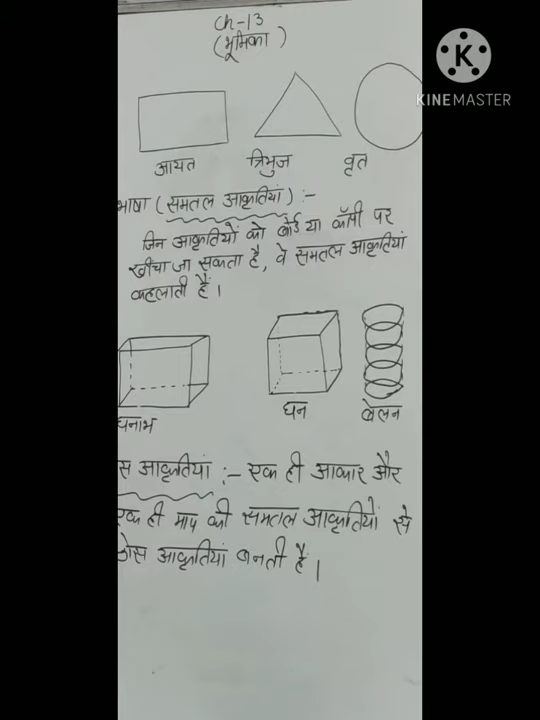 Ch-13
(भूमिका)
KINEMASTER
आयत त्रिभुज वृत
भाषा (समतल आकृतियां) :-
जिन आकृतियों को बोर्ड या कॉपी पर
खींचा जा सकता है, वे समतल आकृतियां
कहलाती हैं।
घनाभ घन बेलन
स आकृतियां :- एक ही आकार और
एक ही माप की समतल आकृतियों से
ठोस आकृतियां बनती हैं।